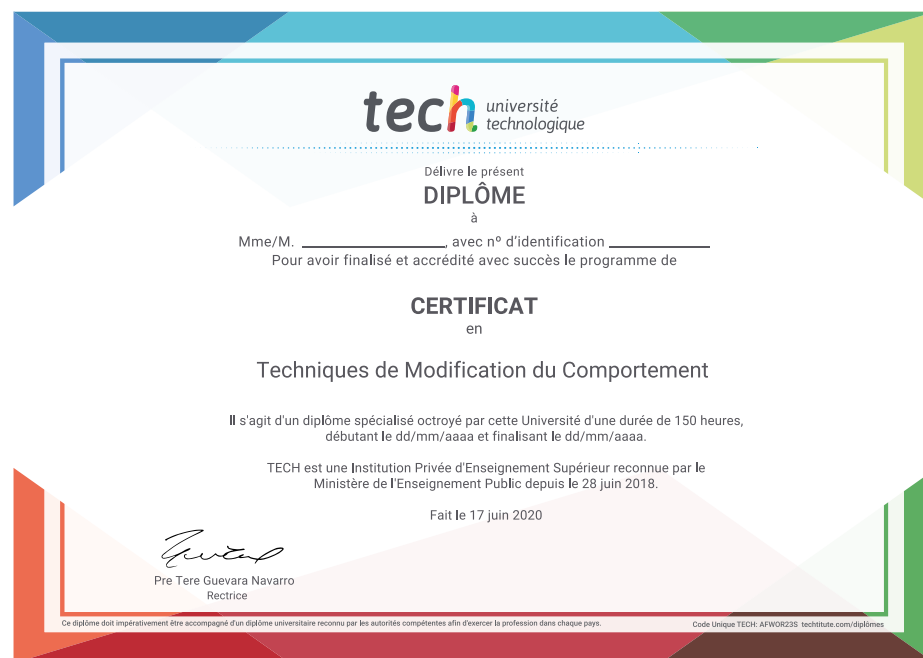 tech université
technologique
Délivre le présent
DIPLÔME
à
Mme/M. ____________________, avec nº d'identification ______________
Pour avoir finalisé et accrédité avec succès le programme de
CERTIFICAT
en
Techniques de Modification du Comportement
Il s'agit d'un diplôme spécialisé octroyé par cette Université d'une durée de 150 heures,
débutant le dd/mm/aaaa et finalisant le dd/mm/aaaa.
TECH est une Institution Privée d'Enseignement Supérieur reconnue par le
Ministère de l'Enseignement Public depuis le 28 juin 2018.
Fait le 17 juin 2020
Pre Tere Guevara Navarro
Rectrice
Ce diplôme doit impérativement être accompagné d'un diplôme universitaire reconnu par les autorités compétentes afin d'exercer la profession dans chaque pays.
Code Unique TECH: AFWOR23S techtitute.com/diplômes